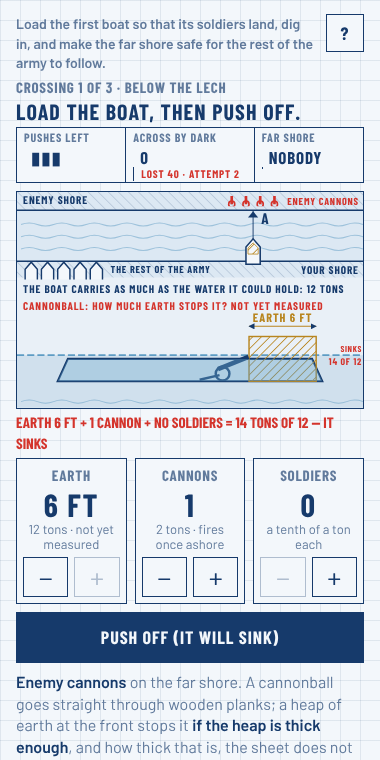 Load the first boat so that its soldiers land, dig
in, and make the far shore safe for the rest of the
army to follow.
?
CROSSING 1 OF 3 · BELOW THE LECH
LOAD THE BOAT, THEN PUSH OFF.
PUSHES LEFT
ACROSS BY DARK
0
LOST 40 · ATTEMPT 2
FAR SHORE
NOBODY
ENEMY SHORE
ENEMY CANNONS
A
THE REST OF THE ARMY
YOUR SHORE
THE BOAT CARRIES AS MUCH AS THE WATER IT COULD HOLD: 12 TONS
CANNONBALL: HOW MUCH EARTH STOPS IT? NOT YET MEASURED
EARTH 6 FT
SINKS
14 OF 12
EARTH 6 FT + 1 CANNON + NO SOLDIERS = 14 TONS OF 12 — IT
SINKS
EARTH
6 FT
12 tons · not yet
measured
− +
CANNONS
1
2 tons · fires
once ashore
− +
SOLDIERS
0
a tenth of a ton
each
− +
PUSH OFF (IT WILL SINK)
Enemy cannons on the far shore. A cannonball
goes straight through wooden planks; a heap of
earth at the front stops it if the heap is thick
enough, and how thick that is, the sheet does not